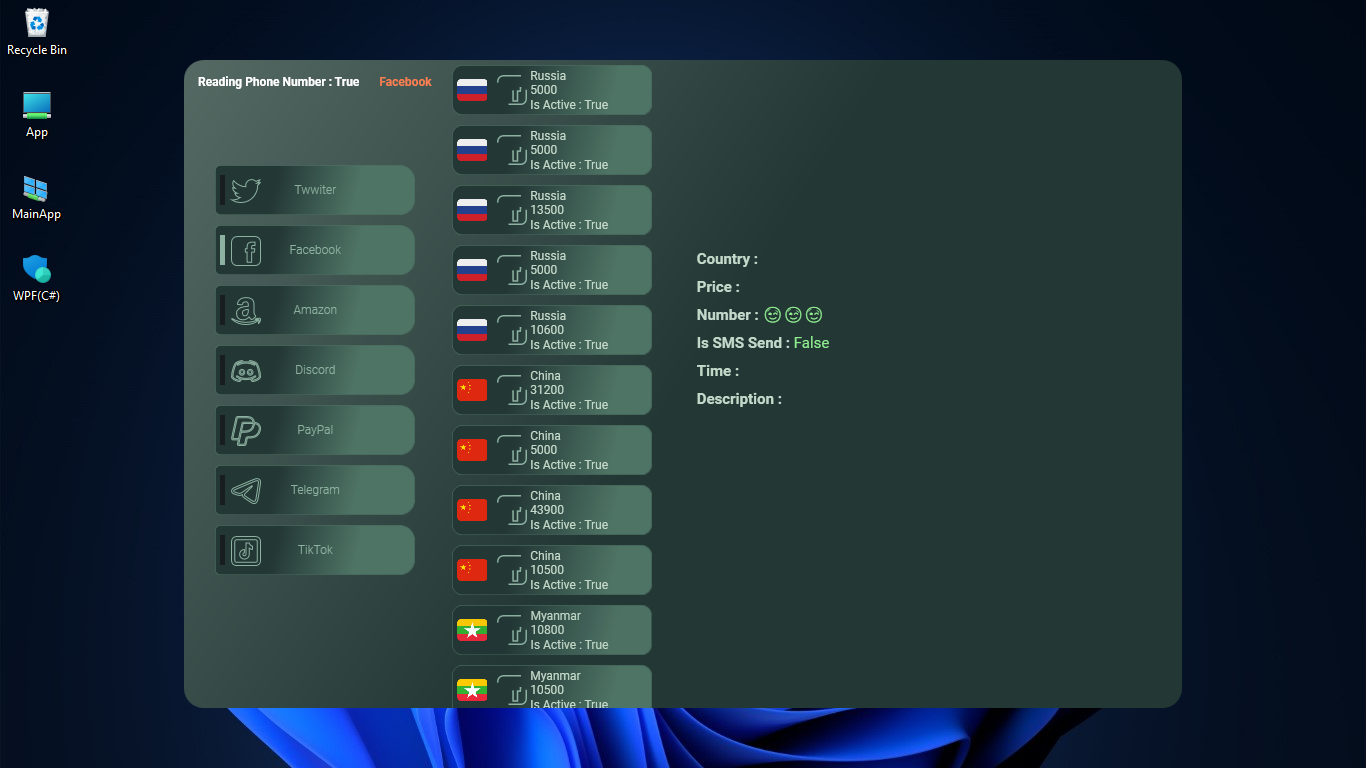 Recycle Bin
App
MainApp
WPF(C#)
Reading Phone Number : True
Facebook
Twwiter
Facebook
Amazon
Discord
PayPal
Telegram
TikTok
Russia
5000
Is Active : True
Russia
5000
Is Active : True
Russia
13500
Is Active : True
Russia
5000
Is Active : True
Russia
10600
Is Active : True
China
31200
Is Active : True
China
5000
Is Active : True
China
43900
Is Active : True
China
10500
Is Active : True
Myanmar
10800
Is Active : True
Myanmar
10500
Is Active : True
Country :
Price :
Number :
Is SMS Send : False
Time :
Description :